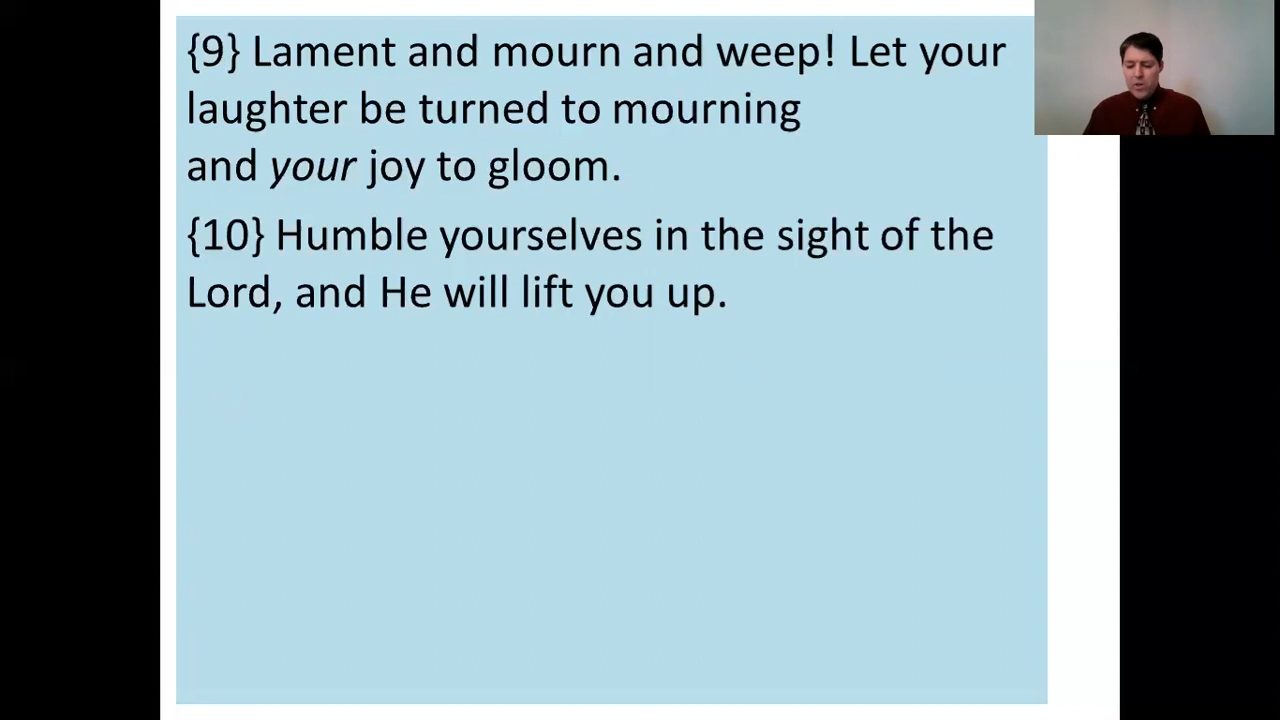 {9} Lament and mourn and weep! Let your
laughter be turned to mourning
and your joy to gloom.
{10} Humble yourselves in the sight of the
Lord, and He will lift you up.